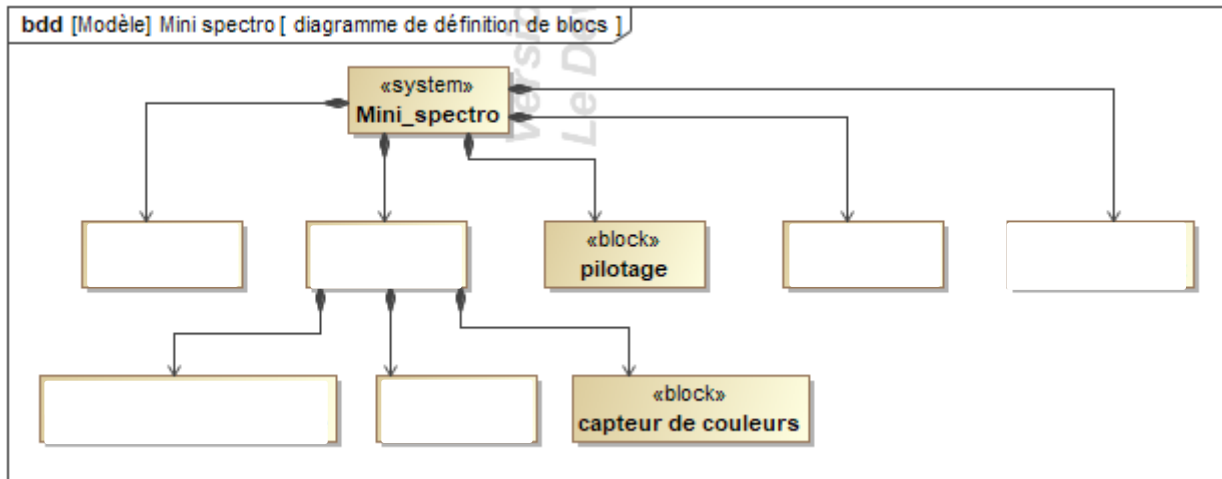 bdd [Modèle] Mini spectro [ diagramme de définition de blocs ]
«system»
Mini_spectro
«block»
pilotage
«block»
capteur de couleurs